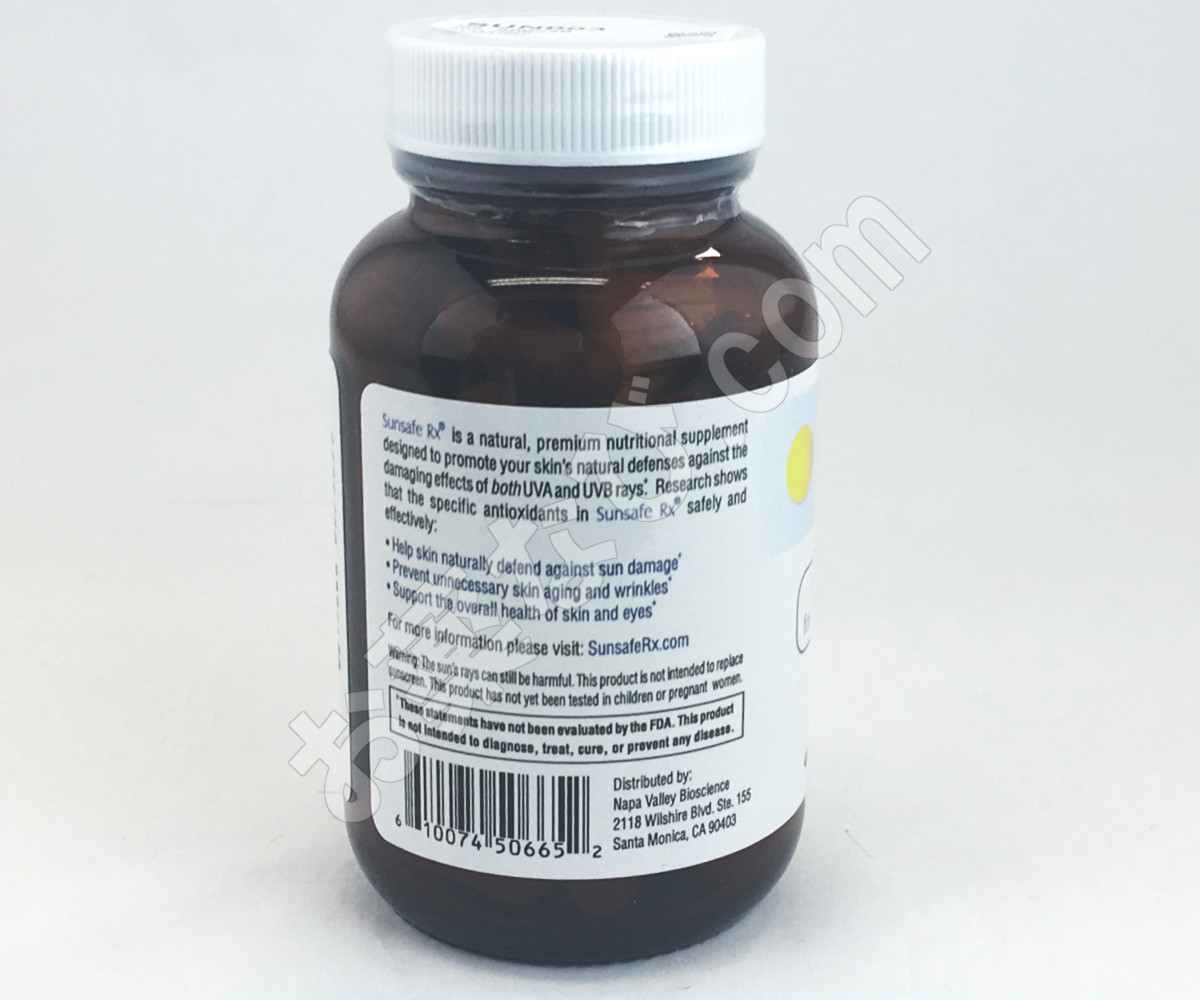 SUN003
Sunsafe Rx® is a natural, premium nutritional supplement
designed to promote your skin's natural defenses against the
damaging effects of both UVA and UVB rays.* Research shows
that the specific antioxidants in Sunsafe Rx® safely and
effectively:
• Help skin naturally defend against sun damage*
• Prevent unnecessary skin aging and wrinkles*
• Support the overall health of skin and eyes*
For more information please visit: SunsafeRx.com
Warning: The sun's rays can still be harmful. This product is not intended to replace
sunscreen. This product has not yet been tested in children or pregnant women.
*These statements have not been evaluated by the FDA. This product
is not intended to diagnose, treat, cure, or prevent any disease.
6 10074 50665 2
Distributed by:
Napa Valley Bioscience
2118 Wilshire Blvd. Ste. 155
Santa Monica, CA 90403
.com